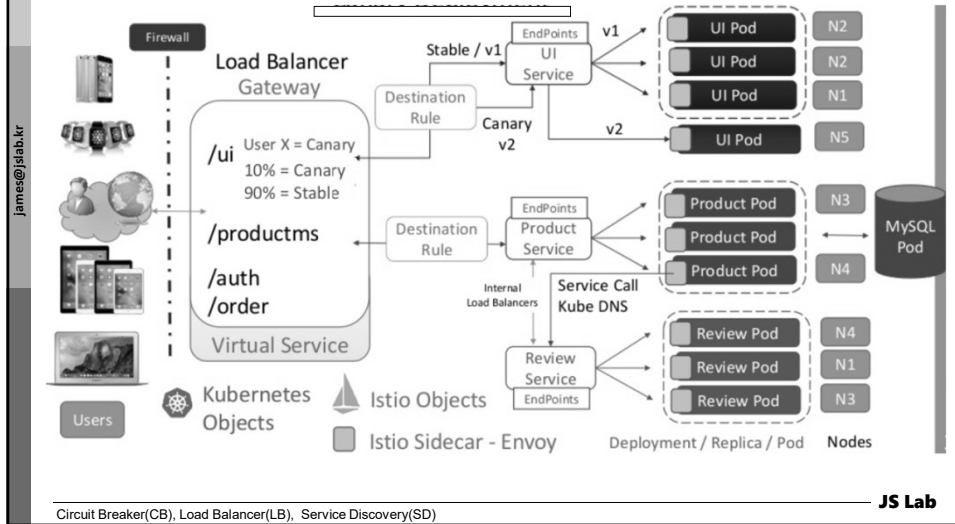 james@jslab.kr
Firewall
Load Balancer
Gateway
/ui
User X = Canary
10% = Canary
90% = Stable
/productms
/auth
/order
Virtual Service
Users
Kubernetes
Objects
Istio Objects
Istio Sidecar - Envoy
Stable / v1
Destination
Rule
Canary
v2
EndPoints
UI
Service
v1
v2
UI Pod
N2
UI Pod
N2
UI Pod
N1
UI Pod
N5
Destination
Rule
EndPoints
Product
Service
Product Pod
N3
Product Pod
Product Pod
N4
MySQL
Pod
Internal
Load Balancers
Service Call
Kube DNS
Review
Service
EndPoints
Review Pod
N4
Review Pod
N1
Review Pod
N3
Deployment / Replica / Pod
Nodes
JS Lab
Circuit Breaker(CB), Load Balancer(LB), Service Discovery(SD)